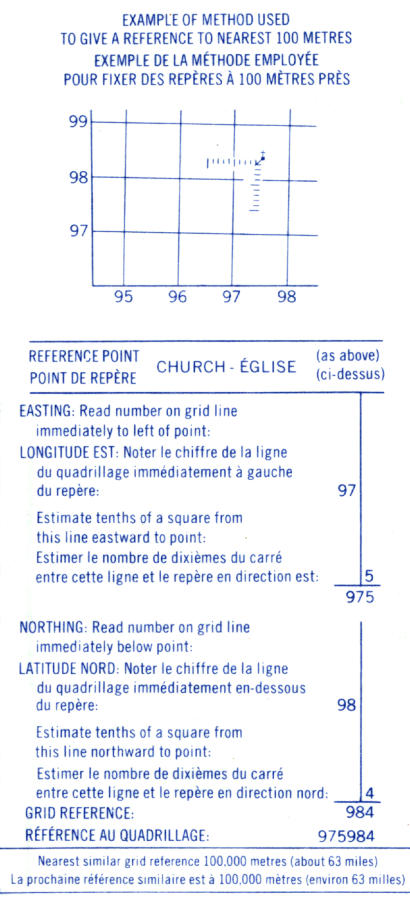 EXAMPLE OF METHOD USED
TO GIVE A REFERENCE TO NEAREST 100 METRES
EXEMPLE DE LA MÉTHODE EMPLOYÉE
POUR FIXER DES REPÈRES À 100 MÈTRES PRÈS
99
98
97
95 96 97 98
REFERENCE POINT
POINT DE REPÈRE
CHURCH - ÉGLISE
(as above)
(ci-dessus)
EASTING: Read number on grid line
immediately to left of point:
LONGITUDE EST: Noter le chiffre de la ligne
du quadrillage immédiatement à gauche
du repère: 97
Estimate tenths of a square from
this line eastward to point:
Estimer le nombre de dixièmes du carré
entre cette ligne et le repère en direction est: 5
975
NORTHING: Read number on grid line
immediately below point:
LATITUDE NORD: Noter le chiffre de la ligne
du quadrillage immédiatement en-dessous
du repère: 98
Estimate tenths of a square from
this line northward to point:
Estimer le nombre de dixièmes du carré
entre cette ligne et le repère en direction nord: 4
GRID REFERENCE: 984
RÉFÉRENCE AU QUADRILLAGE: 975984
Nearest similar grid reference 100,000 metres (about 63 miles)
La prochaine référence similaire est à 100,000 mètres (environ 63 milles)